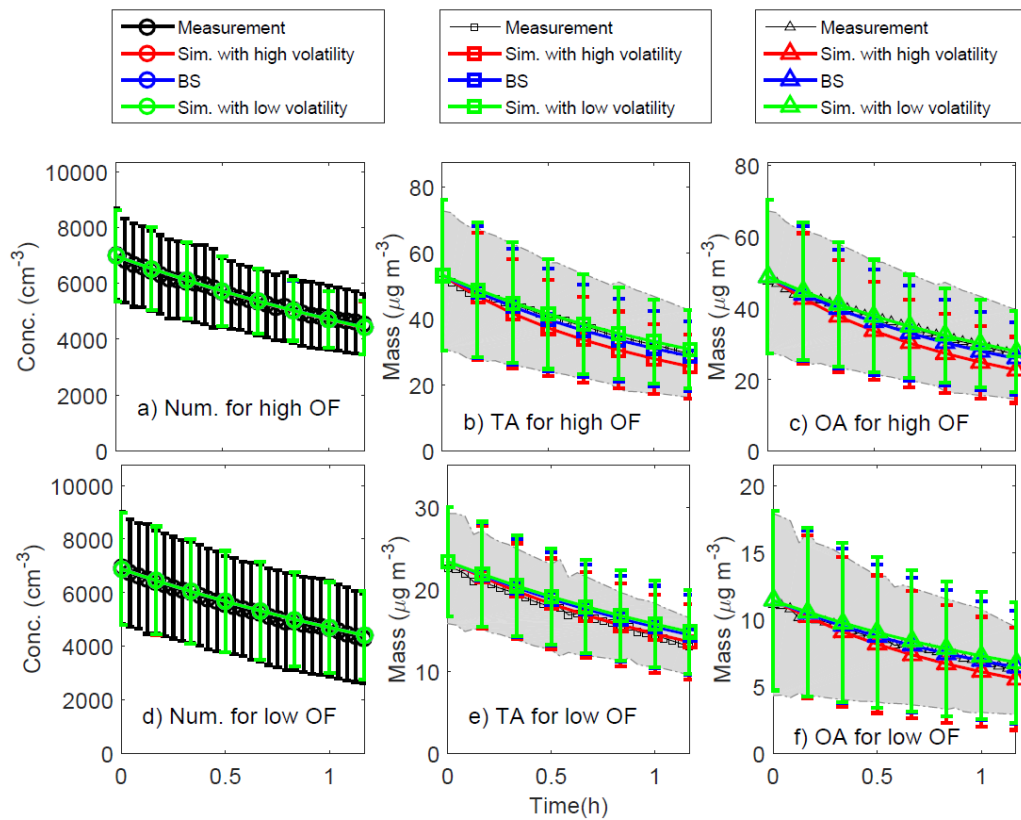 Measurement
Sim. with high volatility
BS
Sim. with low volatility
Measurement
Sim. with high volatility
BS
Sim. with low volatility
Measurement
Sim. with high volatility
BS
Sim. with low volatility
Conc. (cm⁻³)
10000
8000
6000
4000
2000
0
a) Num. for high OF
Mass (μg m⁻³)
80
60
40
20
0
b) TA for high OF
Mass (μg m⁻³)
80
60
40
20
0
c) OA for high OF
Conc. (cm⁻³)
10000
8000
6000
4000
2000
0
d) Num. for low OF
0
0.5
1
Mass (μg m⁻³)
30
20
10
0
e) TA for low OF
0
0.5
1
Mass (μg m⁻³)
20
15
10
5
0
f) OA for low OF
0
0.5
1
Time(h)